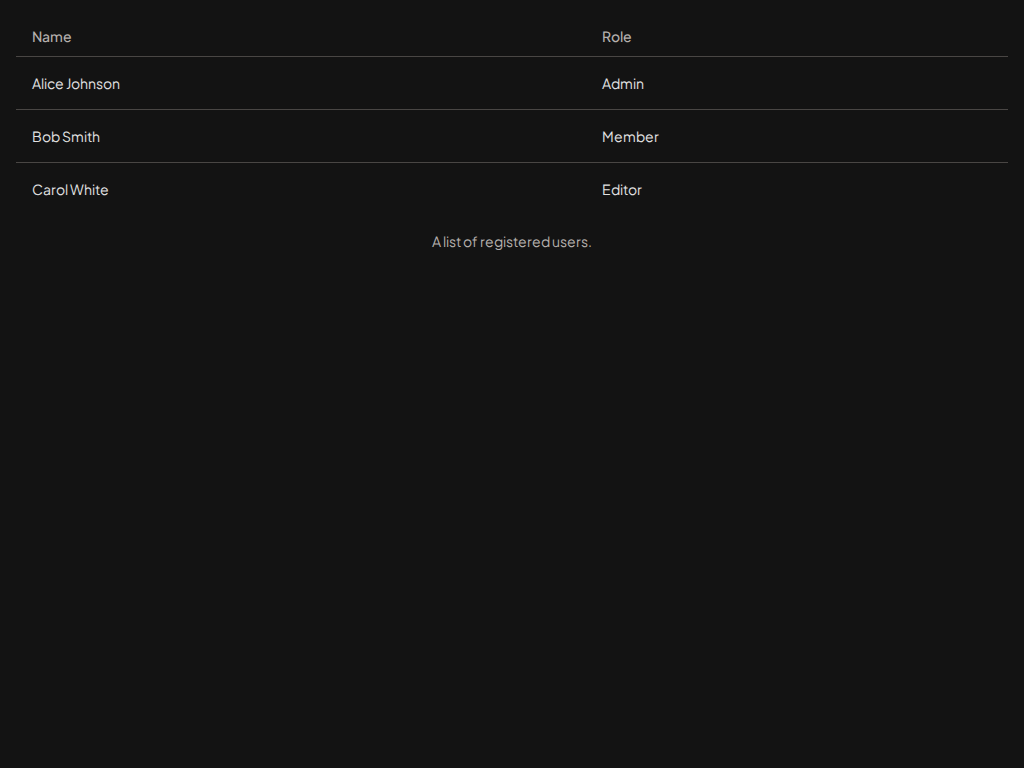 Name Role
Alice Johnson Admin
Bob Smith Member
Carol White Editor
A list of registered users.